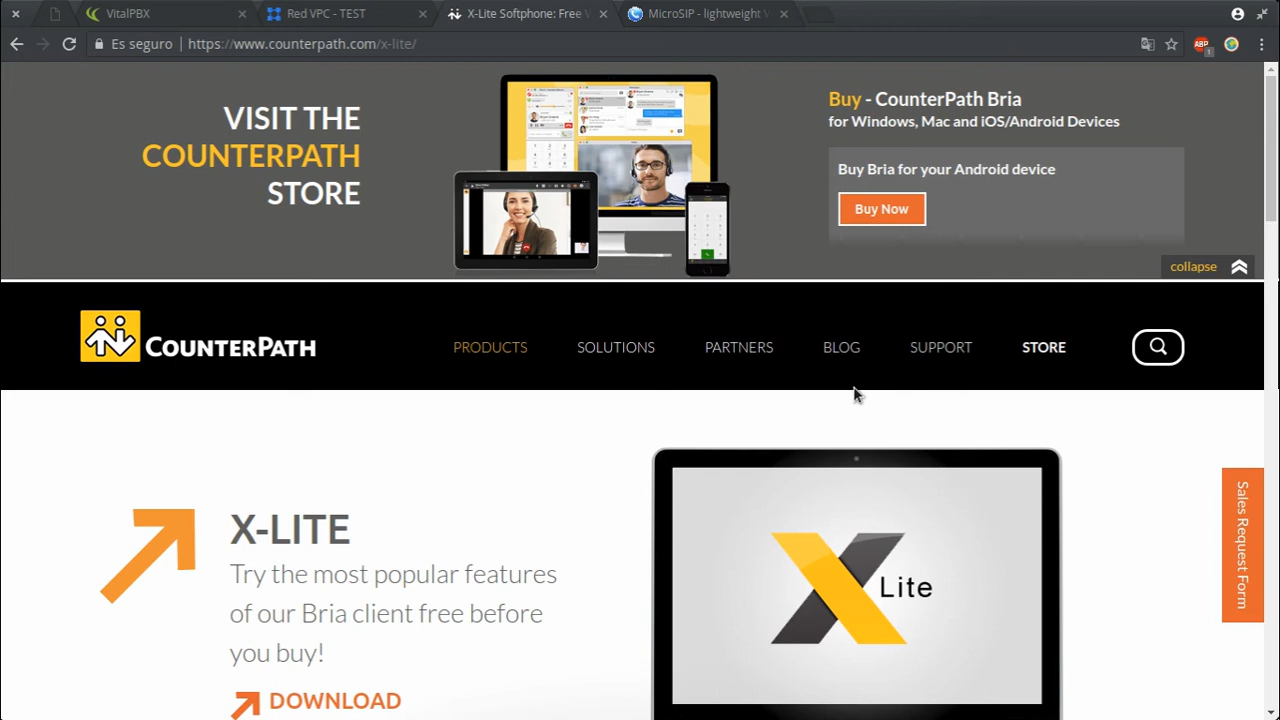 VitalPBX
Red VPC - TEST
X-Lite Softphone: Free V
MicroSIP - lightweight V
Es seguro
https://www.counterpath.com/x-lite/
ABP
1
VISIT THE
COUNTERPATH
STORE
Buy - CounterPath Bria
for Windows, Mac and iOS/Android Devices
Buy Bria for your Android device
Buy Now
collapse
COUNTERPATH
PRODUCTS
SOLUTIONS
PARTNERS
BLOG
SUPPORT
STORE
X-LITE
Try the most popular features
of our Bria client free before
you buy!
DOWNLOAD
Lite
Sales Request Form